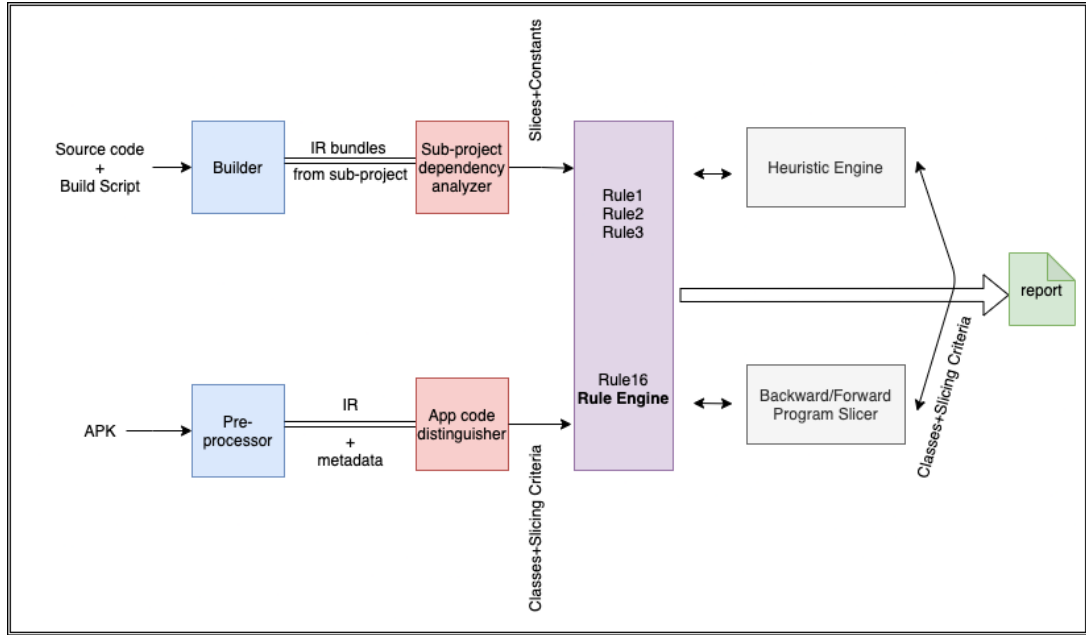 Source code
+
Build Script
Builder
IR bundles
from sub-project
Sub-project
dependency
analyzer
Slices+Constants
Rule1
Rule2
Rule3
Heuristic Engine
report
APK
Pre-
processor
IR
+
metadata
App code
distinguisher
Classes+Slicing Criteria
Rule16
Rule Engine
Backward/Forward
Program Slicer
Classes+Slicing Criteria